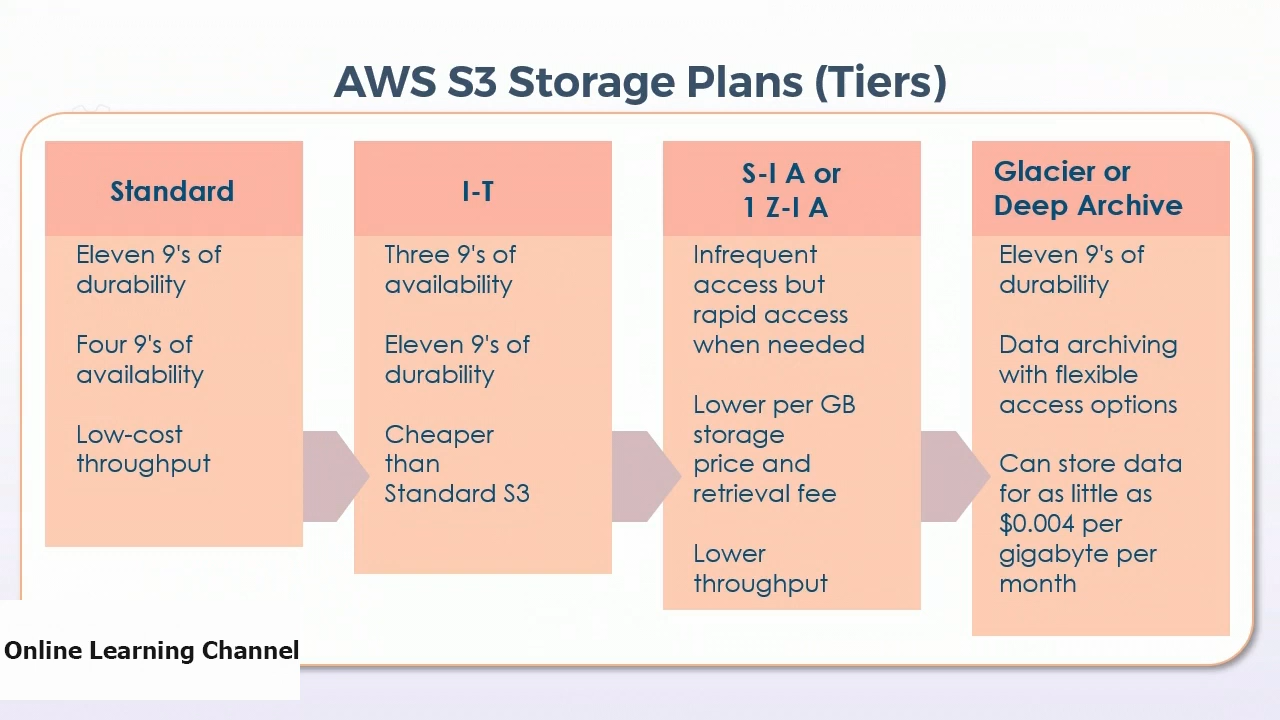 AWS S3 Storage Plans (Tiers)
Standard
Eleven 9's of
durability
Four 9's of
availability
Low-cost
throughput
I-T
Three 9's of
availability
Eleven 9's of
durability
Cheaper
than
Standard S3
S-I A or
1 Z-I A
Infrequent
access but
rapid access
when needed
Lower per GB
storage
price and
retrieval fee
Lower
throughput
Glacier or
Deep Archive
Eleven 9's of
durability
Data archiving
with flexible
access options
Can store data
for as little as
$0.004 per
gigabyte per
month
Online Learning Channel